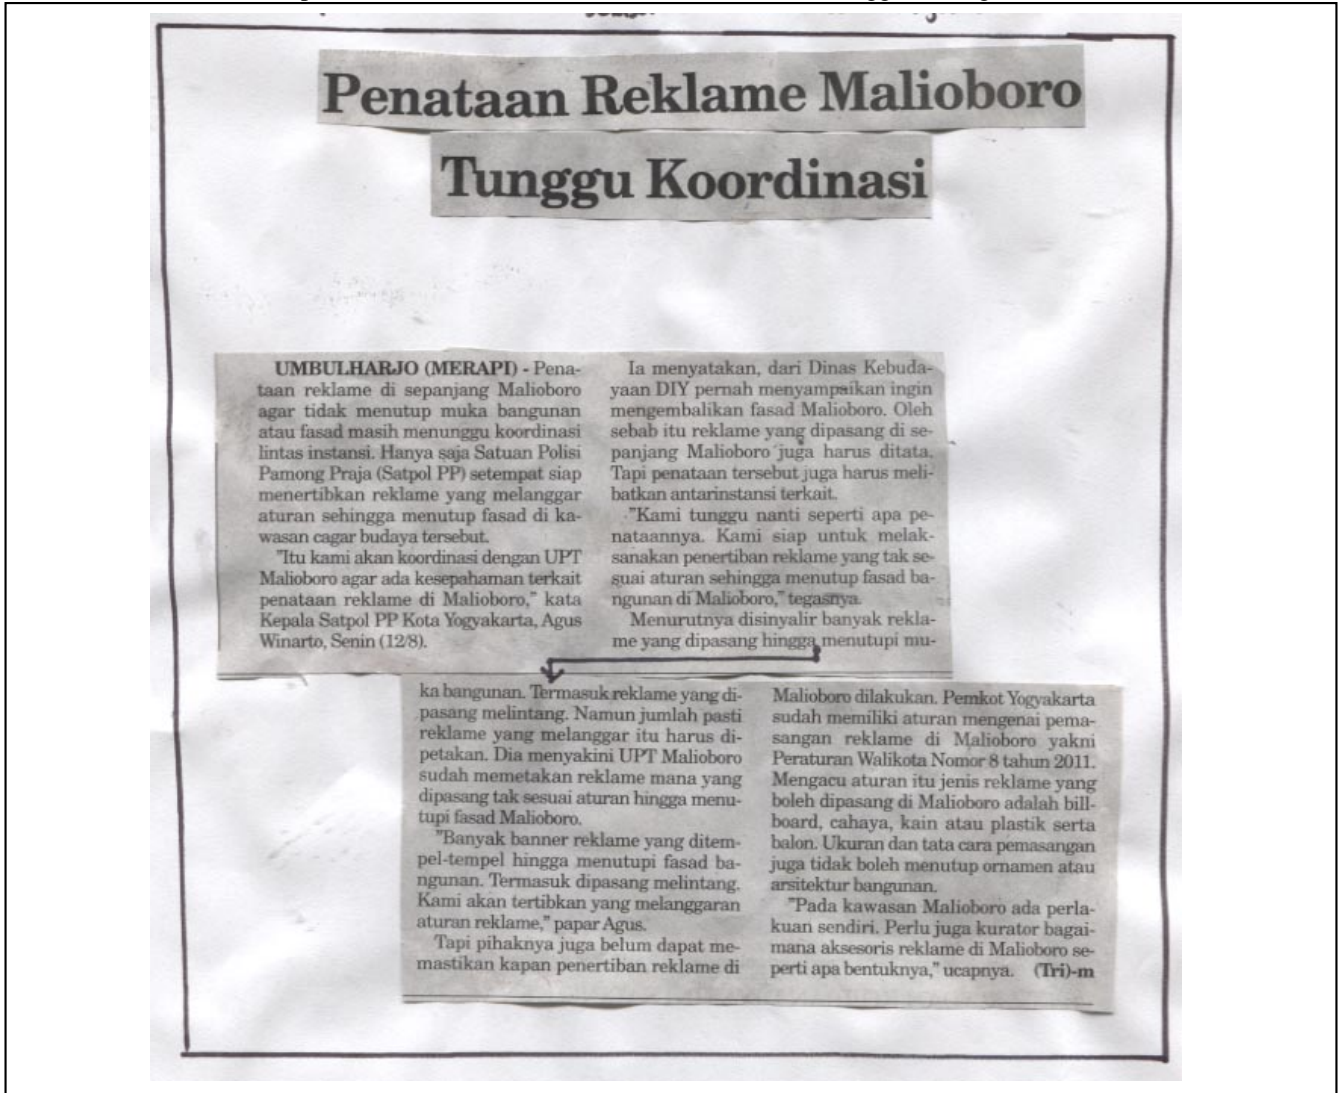 Penataan Reklame Malioboro
Tunggu Koordinasi
UMBULHARJO (MERAPI) - Pena-
taan reklame di sepanjang Malioboro
agar tidak menutup muka bangunan
atau fasad masih menunggu koordinasi
lintas instansi. Hanya saja Satuan Polisi
Pamong Praja (Satpol PP) setempat siap
menertibkan reklame yang melanggar
aturan sehingga menutup fasad di ka-
wasan cagar budaya tersebut.
"Itu kami akan koordinasi dengan UPT
Malioboro agar ada kesepahaman terkait
penataan reklame di Malioboro," kata
Kepala Satpol PP Kota Yogyakarta, Agus
Winarto, Senin (12/8).
Ia menyatakan, dari Dinas Kebuda-
yaan DIY pernah menyampaikan ingin
mengembalikan fasad Malioboro. Oleh
sebab itu reklame yang dipasang di se-
panjang Malioboro juga harus ditata.
Tapi penataan tersebut juga harus meli-
batkan antarinstansi terkait.
"Kami tunggu nanti seperti apa pe-
nataannya. Kami siap untuk melak-
sanakan penertiban reklame yang tak se-
suai aturan sehingga menutup fasad ba-
ngunan di Malioboro," tegasnya.
Menurutnya disinyalir banyak rekla-
me yang dipasang hingga menutupi mu-
ka bangunan. Termasuk reklame yang di-
pasang melintang. Namun jumlah pasti
reklame yang melanggar itu harus di-
petakan. Dia menyakini UPT Malioboro
sudah memetakan reklame mana yang
dipasang tak sesuai aturan hingga menu-
tupi fasad Malioboro.
"Banyak banner reklame yang ditem-
pel-tempel hingga menutupi fasad ba-
ngunan. Termasuk dipasang melintang.
Kami akan tertibkan yang melanggaran
aturan reklame," papar Agus.
Tapi pihaknya juga belum dapat me-
mastikan kapan penertiban reklame di
Malioboro dilakukan. Pemkot Yogyakarta
sudah memiliki aturan mengenai pema-
sangan reklame di Malioboro yakni
Peraturan Walikota Nomor 8 tahun 2011.
Mengacu aturan itu jenis reklame yang
boleh dipasang di Malioboro adalah bill-
board, cahaya, kain atau plastik serta
balon. Ukuran dan tata cara pemasangan
juga tidak boleh menutup ornamen atau
arsitektur bangunan.
"Pada kawasan Malioboro ada perla-
kuan sendiri. Perlu juga kurator bagai-
mana aksesoris reklame di Malioboro se-
perti apa bentuknya," ucapnya. (Tri)-m